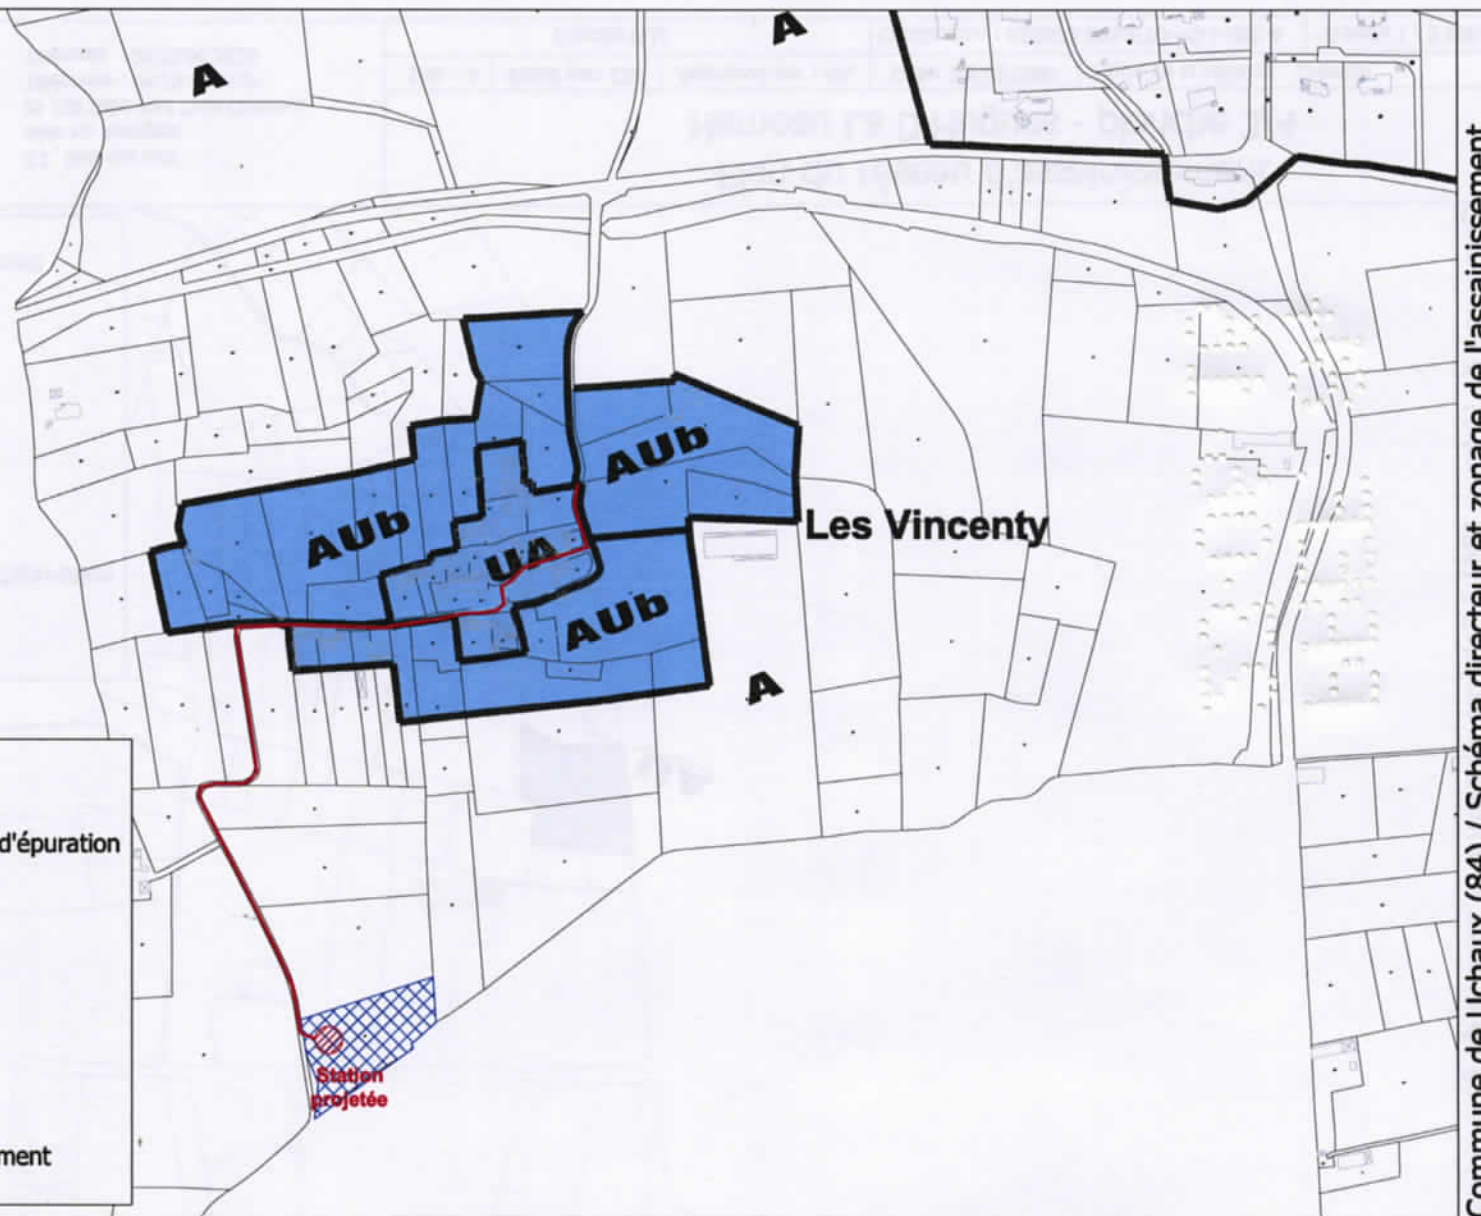 A
A
AUb
AUb
UA
Les Vincenty
AUb
A
d'épuration
Station
projetée
ment
Commune de Uchaux (84) / Schéma directeur et zonage de l'assainissement